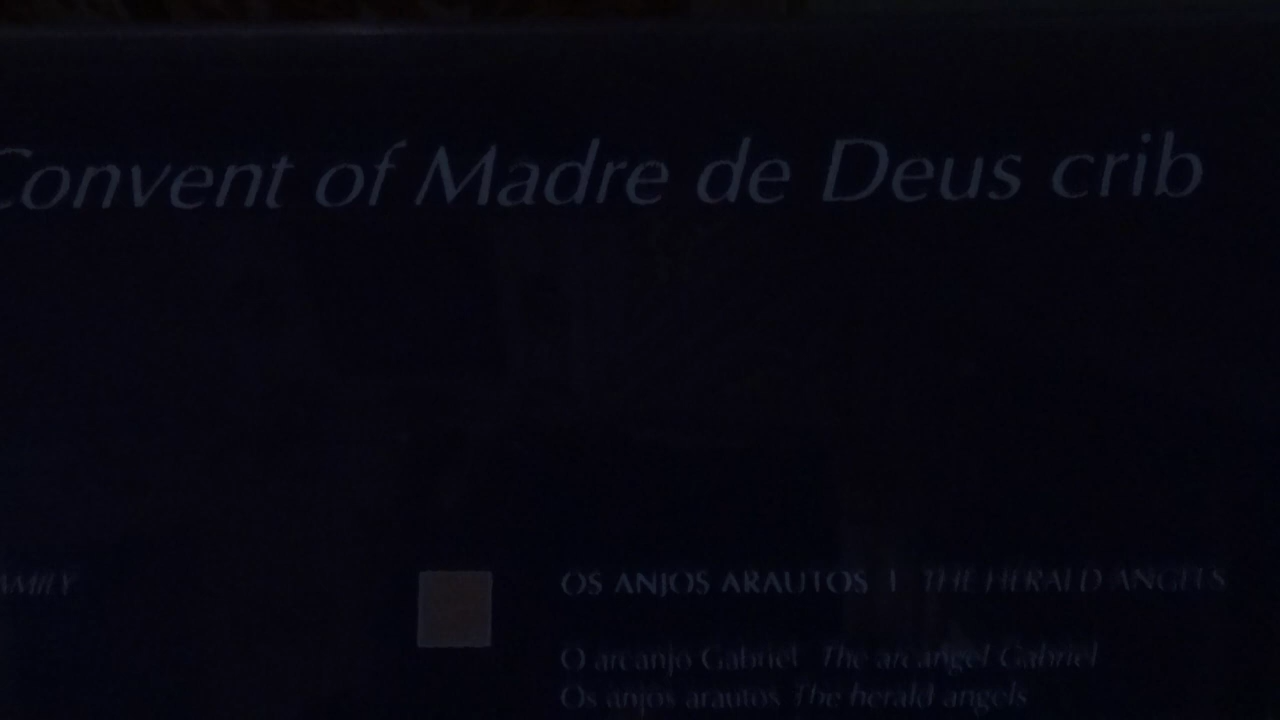 Convent of Madre de Deus crib
AMILY
OS ANJOS ARAUTOS | THE HERALD ANGELS
O arcanjo Gabriel The arcangel Gabriel
Os anjos arautos The herald angels